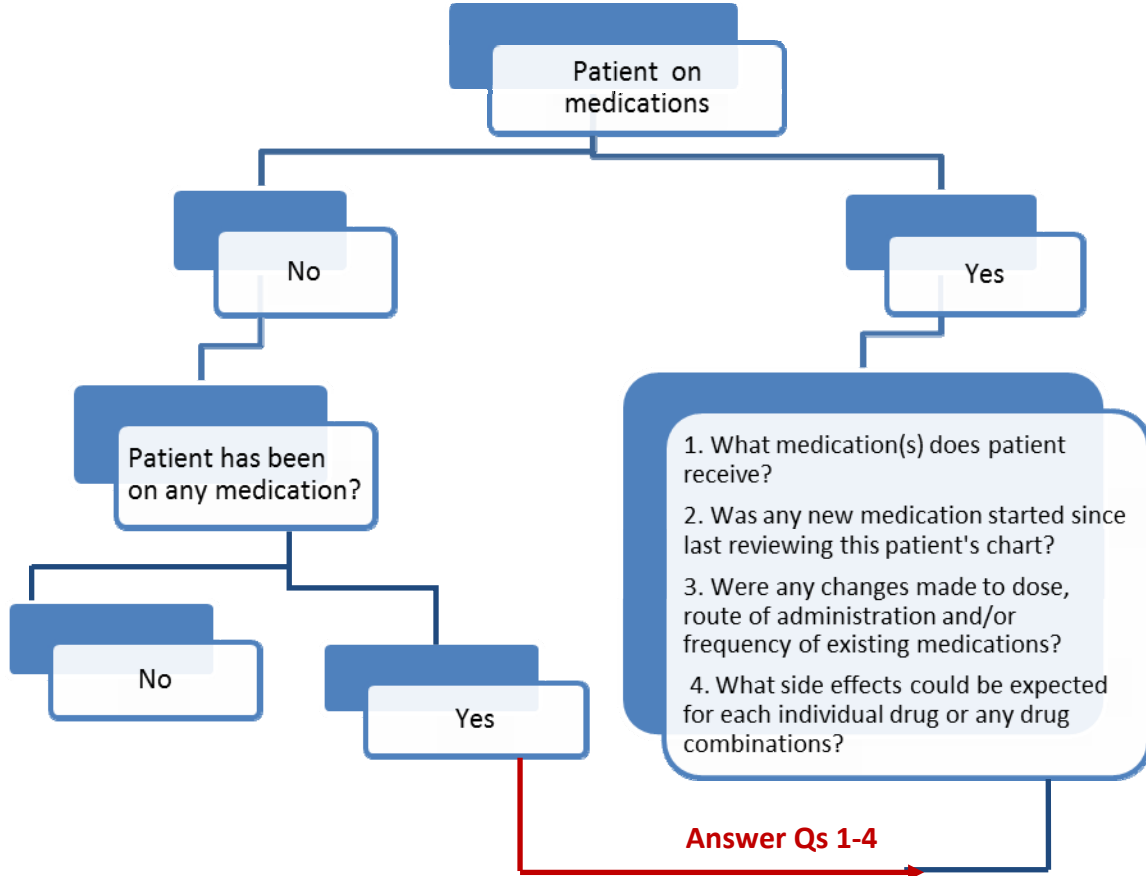 Patient on
medications
No
Yes
Patient has been
on any medication?
No
Yes
1. What medication(s) does patient
receive?
2. Was any new medication started since
last reviewing this patient's chart?
3. Were any changes made to dose,
route of administration and/or
frequency of existing medications?
4. What side effects could be expected
for each individual drug or any drug
combinations?
Answer Qs 1-4